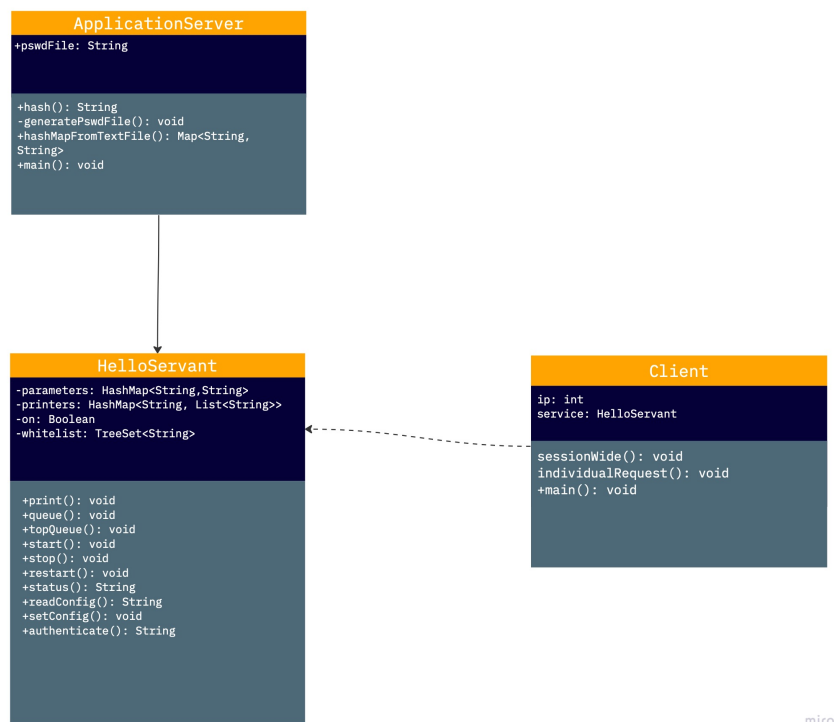 ApplicationServer
+pswdFile: String
+hash(): String
-generatePswdFile(): void
+hashMapFromTextFile(): Map<String,
String>
+main(): void
HelloServant
-parameters: HashMap<String,String>
-printers: HashMap<String, List<String>>
-on: Boolean
-whitelist: TreeSet<String>
+print(): void
+queue(): void
+topQueue(): void
+start(): void
+stop(): void
+restart(): void
+status(): String
+readConfig(): String
+setConfig(): void
+authenticate(): String
Client
ip: int
service: HelloServant
sessionWide(): void
individualRequest(): void
+main(): void
miro